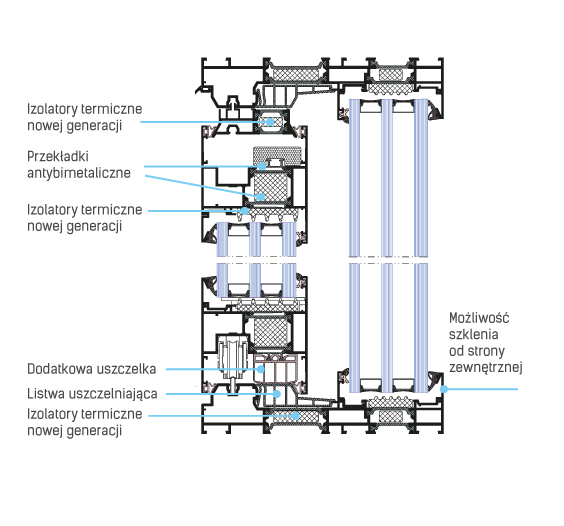 Izolatory termiczne
nowej generacji
Przekładki
antybimetaliczne
Izolatory termiczne
nowej generacji
Możliwość
szklenia
od strony
zewnętrznej
Dodatkowa uszczelka
Listwa uszczelniająca
Izolatory termiczne
nowej generacji